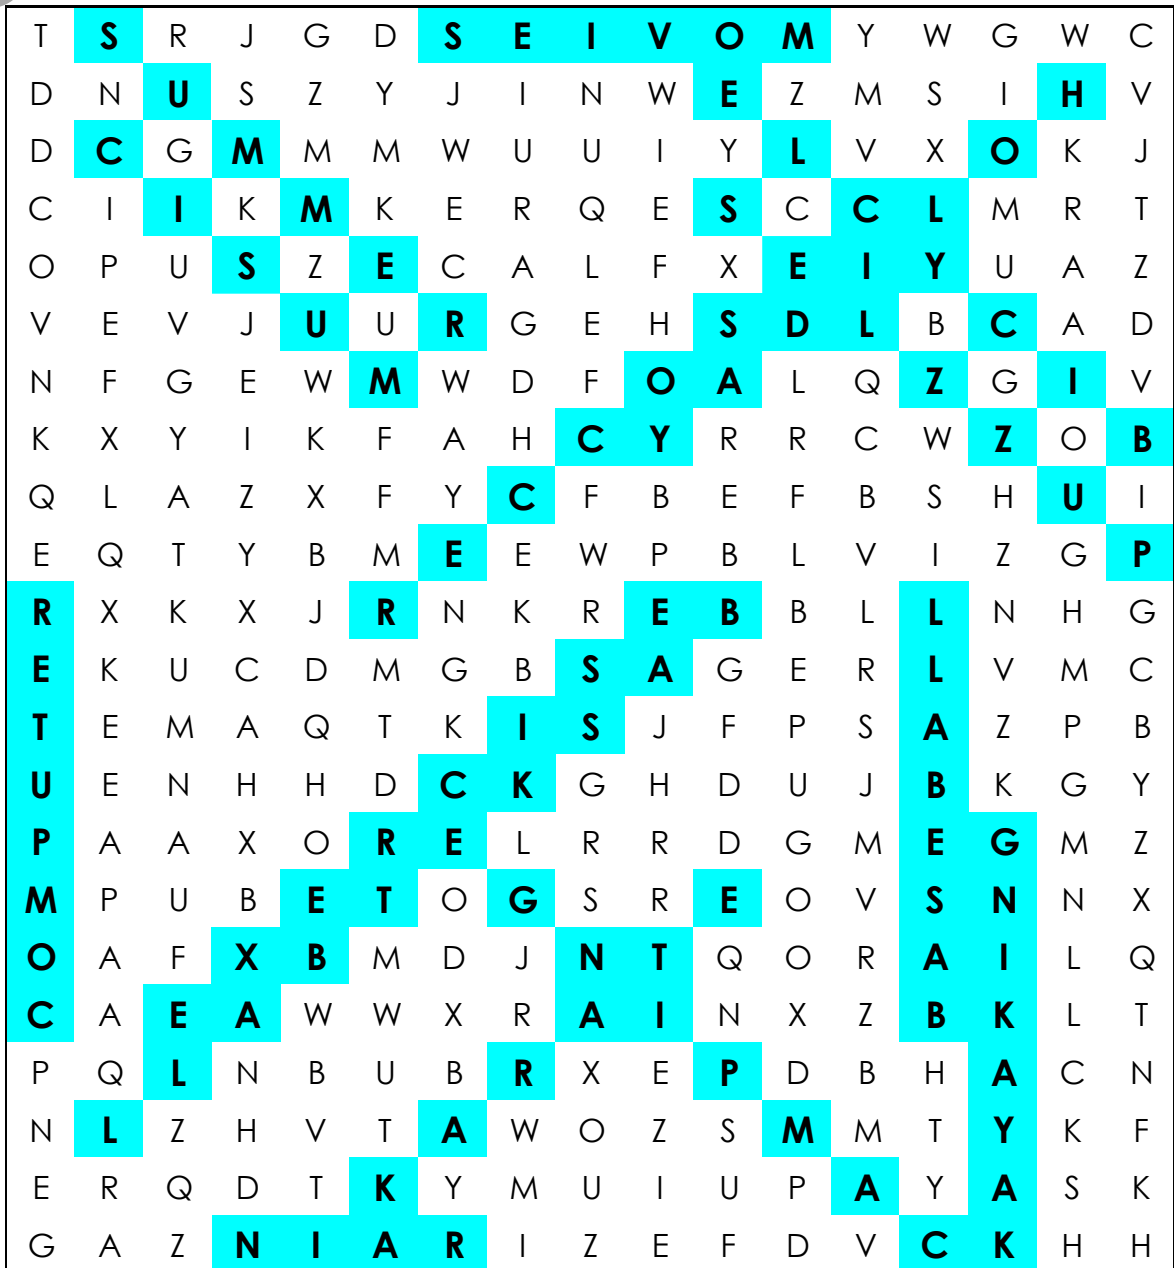 T S R J G D S E I V O M Y W G W C
D N U S Z Y J I N W E Z M S I H V
D C G M M M W U U I Y L V X O K J
C I I K M K E R Q E S C C L M R T
O P U S Z E C A L F X E I Y U A Z
V E V J U U R G E H S D L B C A D
N F G E W M W D F O A L Q Z G I V
K X Y I K F A H C Y R R C W Z O B
Q L A Z X F Y C F B E F B S H U I
E Q T Y B M E E W P B L V I Z G P
R X K X J R N K R E B B L L N H G
E K U C D M G B S A G E R L V M C
T E M A Q T K I S J F P S A Z P B
U E N H H D C K G H D U J B K G Y
P A A X O R E L R R D G M E G M Z
M P U B E T O G S R E O V S N N X
O A F X B M D J N T Q O R A I L Q
C A E A W W X R A I N X Z B K L T
P Q L N B U B R X E P D B H A C N
N L Z H V T A W O Z S M M T Y K F
E R Q D T K Y M U I U P A Y A S K
G A Z N I A R I Z E F D V C K H H